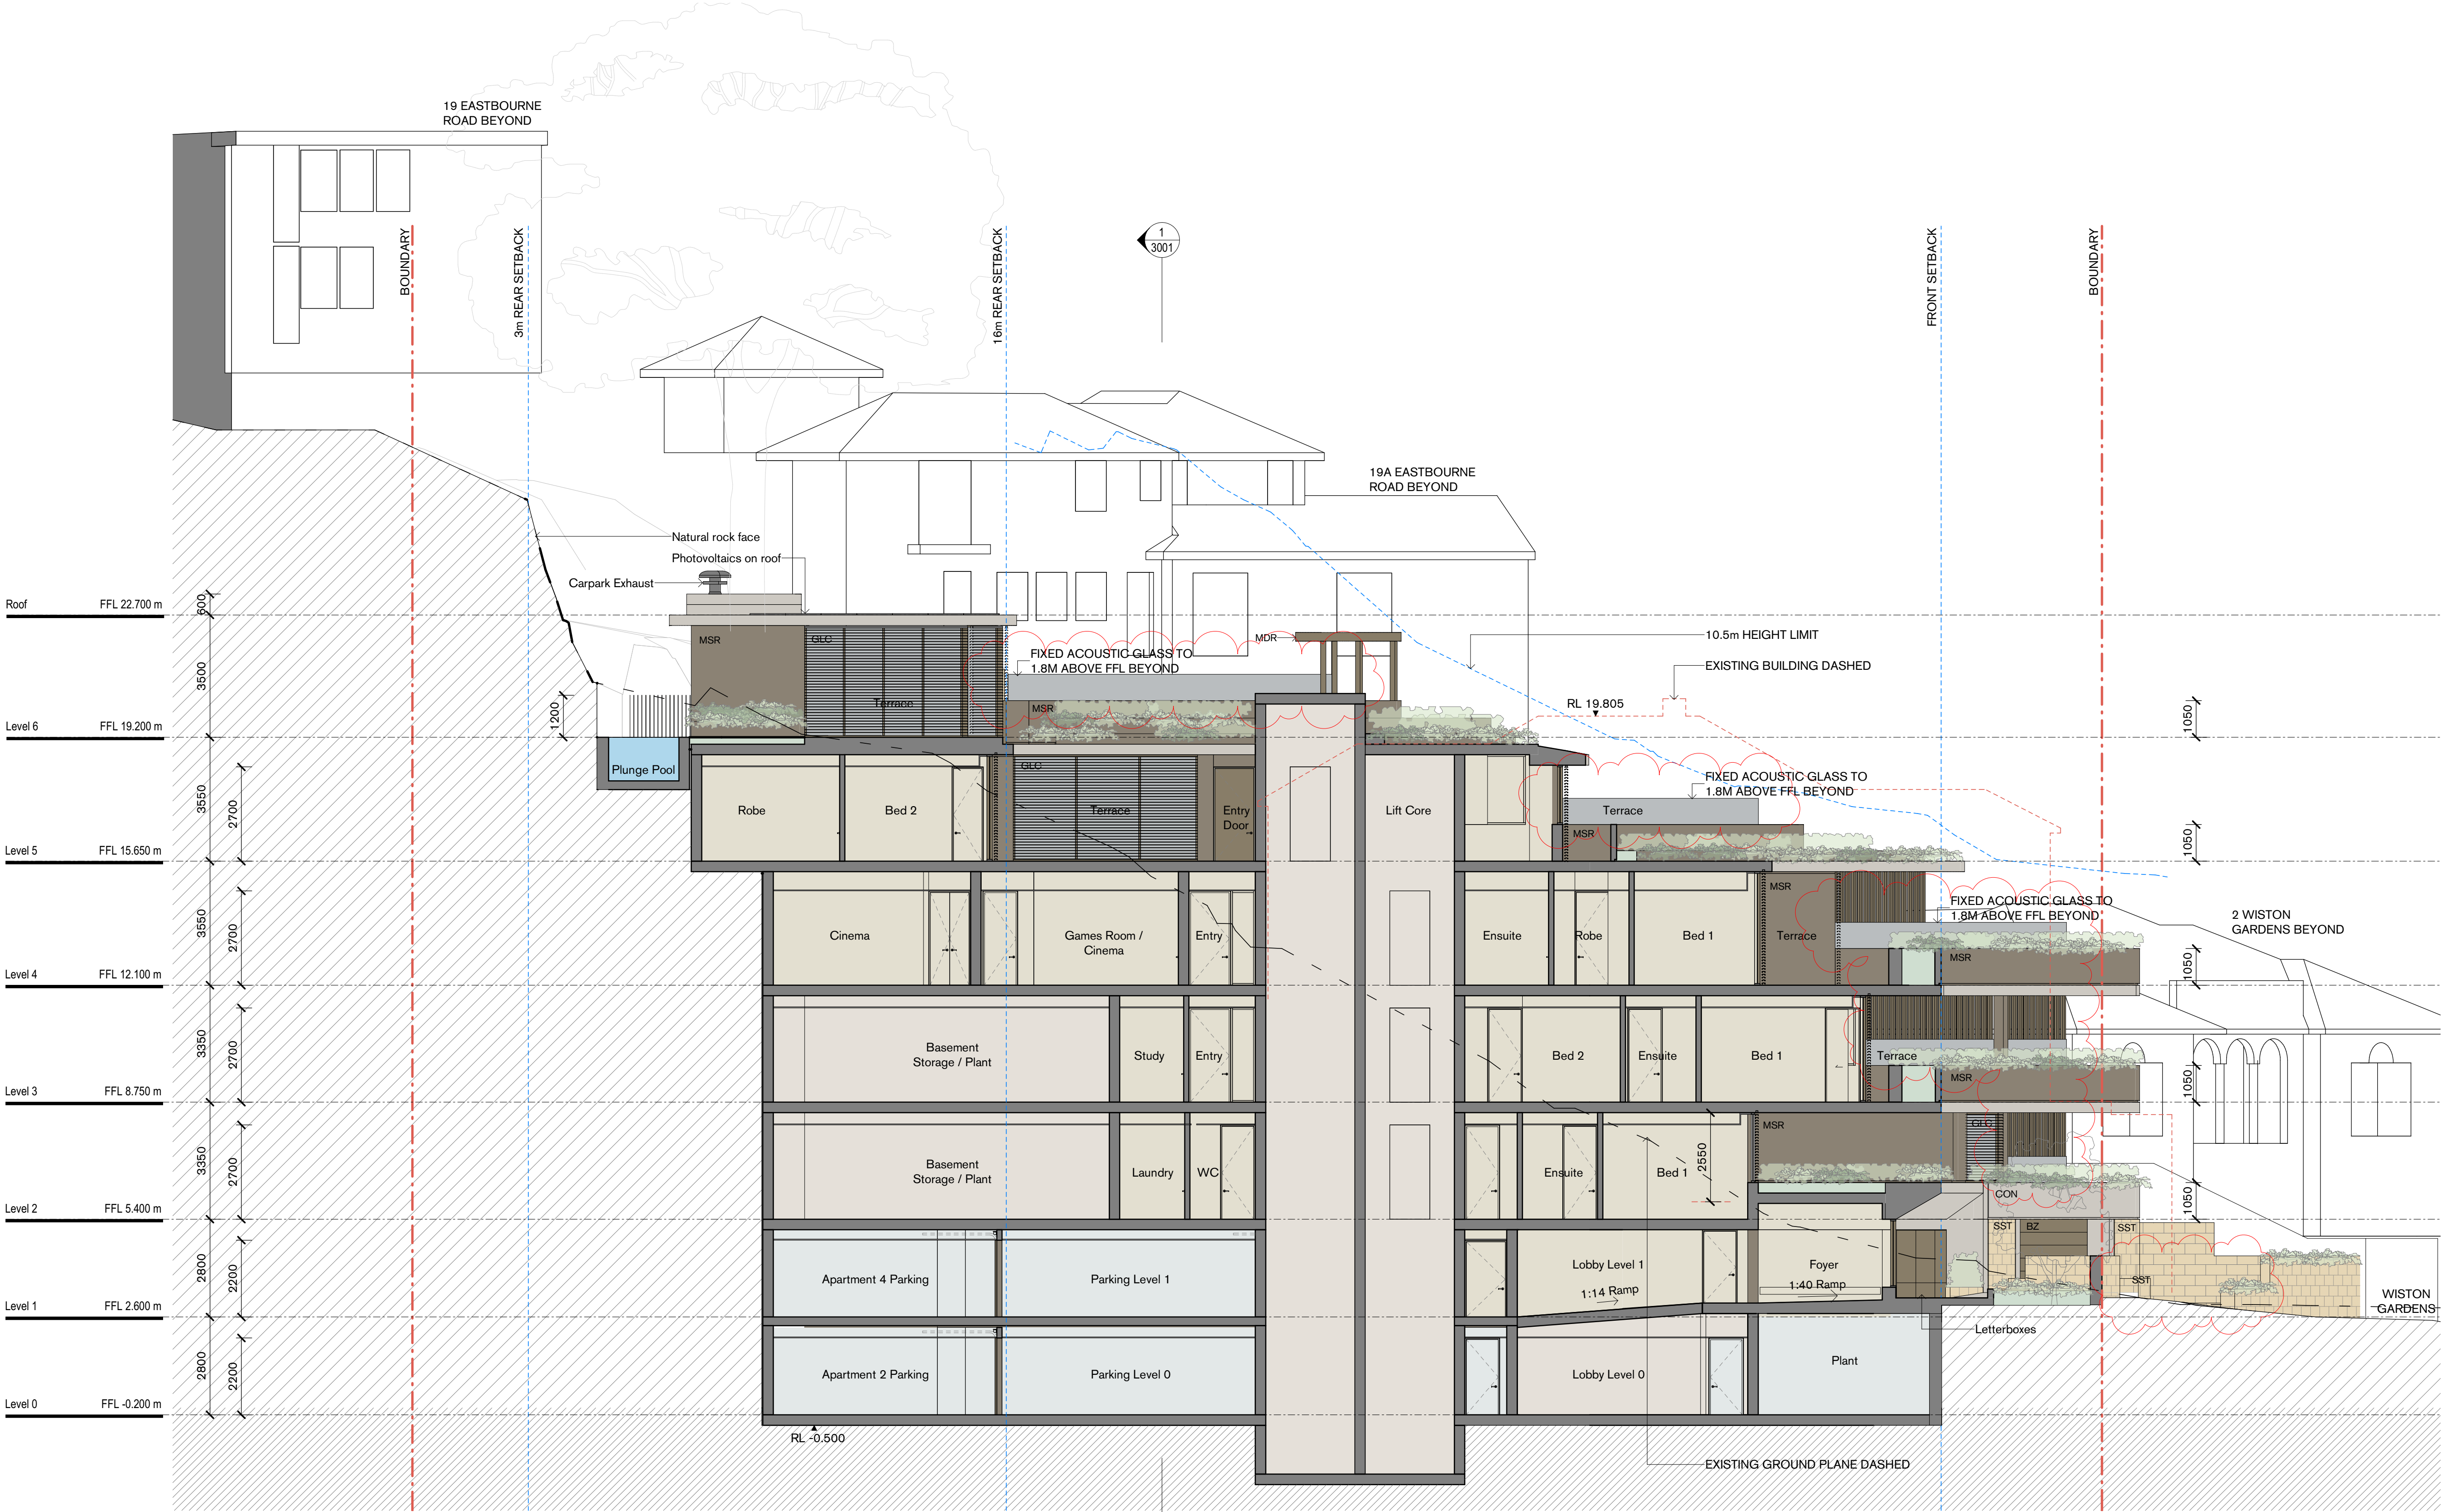 19 EASTBOURNE
ROAD BEYOND
BOUNDARY
3m REAR SETBACK
16m REAR SETBACK
1
3001
FRONT SETBACK
BOUNDARY
19A EASTBOURNE
ROAD BEYOND
Natural rock face
Photovoltaics on roof
Carpark Exhaust
Roof FFL 22.700 m
600
MSR
GLC
MDR
10.5m HEIGHT LIMIT
FIXED ACOUSTIC GLASS TO
1.8M ABOVE FFL BEYOND
EXISTING BUILDING DASHED
3500
1200
Terrace
MSR
RL 19.805
1050
Level 6 FFL 19.200 m
Plunge Pool
GLC
FIXED ACOUSTIC GLASS TO
1.8M ABOVE FFL BEYOND
3550
2700
Robe
Bed 2
Terrace
Entry
Door
Lift Core
Terrace
MSR
1050
Level 5 FFL 15.650 m
MSR
FIXED ACOUSTIC GLASS TO
1.8M ABOVE FFL BEYOND
2 WISTON
GARDENS BEYOND
3550
2700
Cinema
Games Room /
Cinema
Entry
Ensuite
Robe
Bed 1
Terrace
MSR
1050
Level 4 FFL 12.100 m
3350
2700
Basement
Storage / Plant
Study
Entry
Bed 2
Ensuite
Bed 1
Terrace
MSR
1050
Level 3 FFL 8.750 m
MSR
GLC
3350
2700
Basement
Storage / Plant
Laundry
WC
Ensuite
Bed 1
2550
CON
1050
Level 2 FFL 5.400 m
SST
BZ
SST
2800
2200
Apartment 4 Parking
Parking Level 1
Lobby Level 1
Foyer
1:14 Ramp
1:40 Ramp
SST
WISTON
GARDENS
Level 1 FFL 2.600 m
Letterboxes
2800
2200
Apartment 2 Parking
Parking Level 0
Lobby Level 0
Plant
Level 0 FFL -0.200 m
RL -0.500
EXISTING GROUND PLANE DASHED